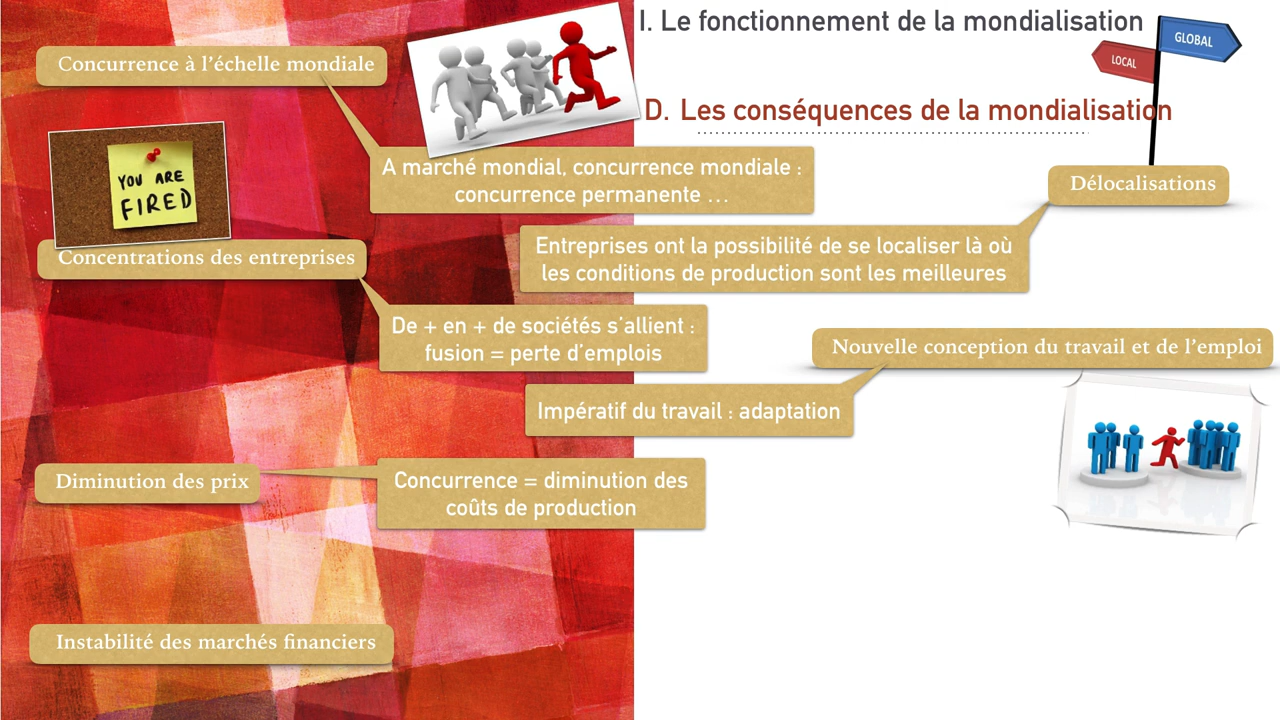 I. Le fonctionnement de la mondialisation
GLOBAL
LOCAL
D. Les conséquences de la mondialisation
Concurrence à l’échelle mondiale
A marché mondial, concurrence mondiale :
concurrence permanente …
Délocalisations
Entreprises ont la possibilité de se localiser là où
les conditions de production sont les meilleures
YOU ARE
FIRED
Concentrations des entreprises
De + en + de sociétés s’allient :
fusion = perte d’emplois
Nouvelle conception du travail et de l’emploi
Impératif du travail : adaptation
Diminution des prix
Concurrence = diminution des
coûts de production
Instabilité des marchés financiers